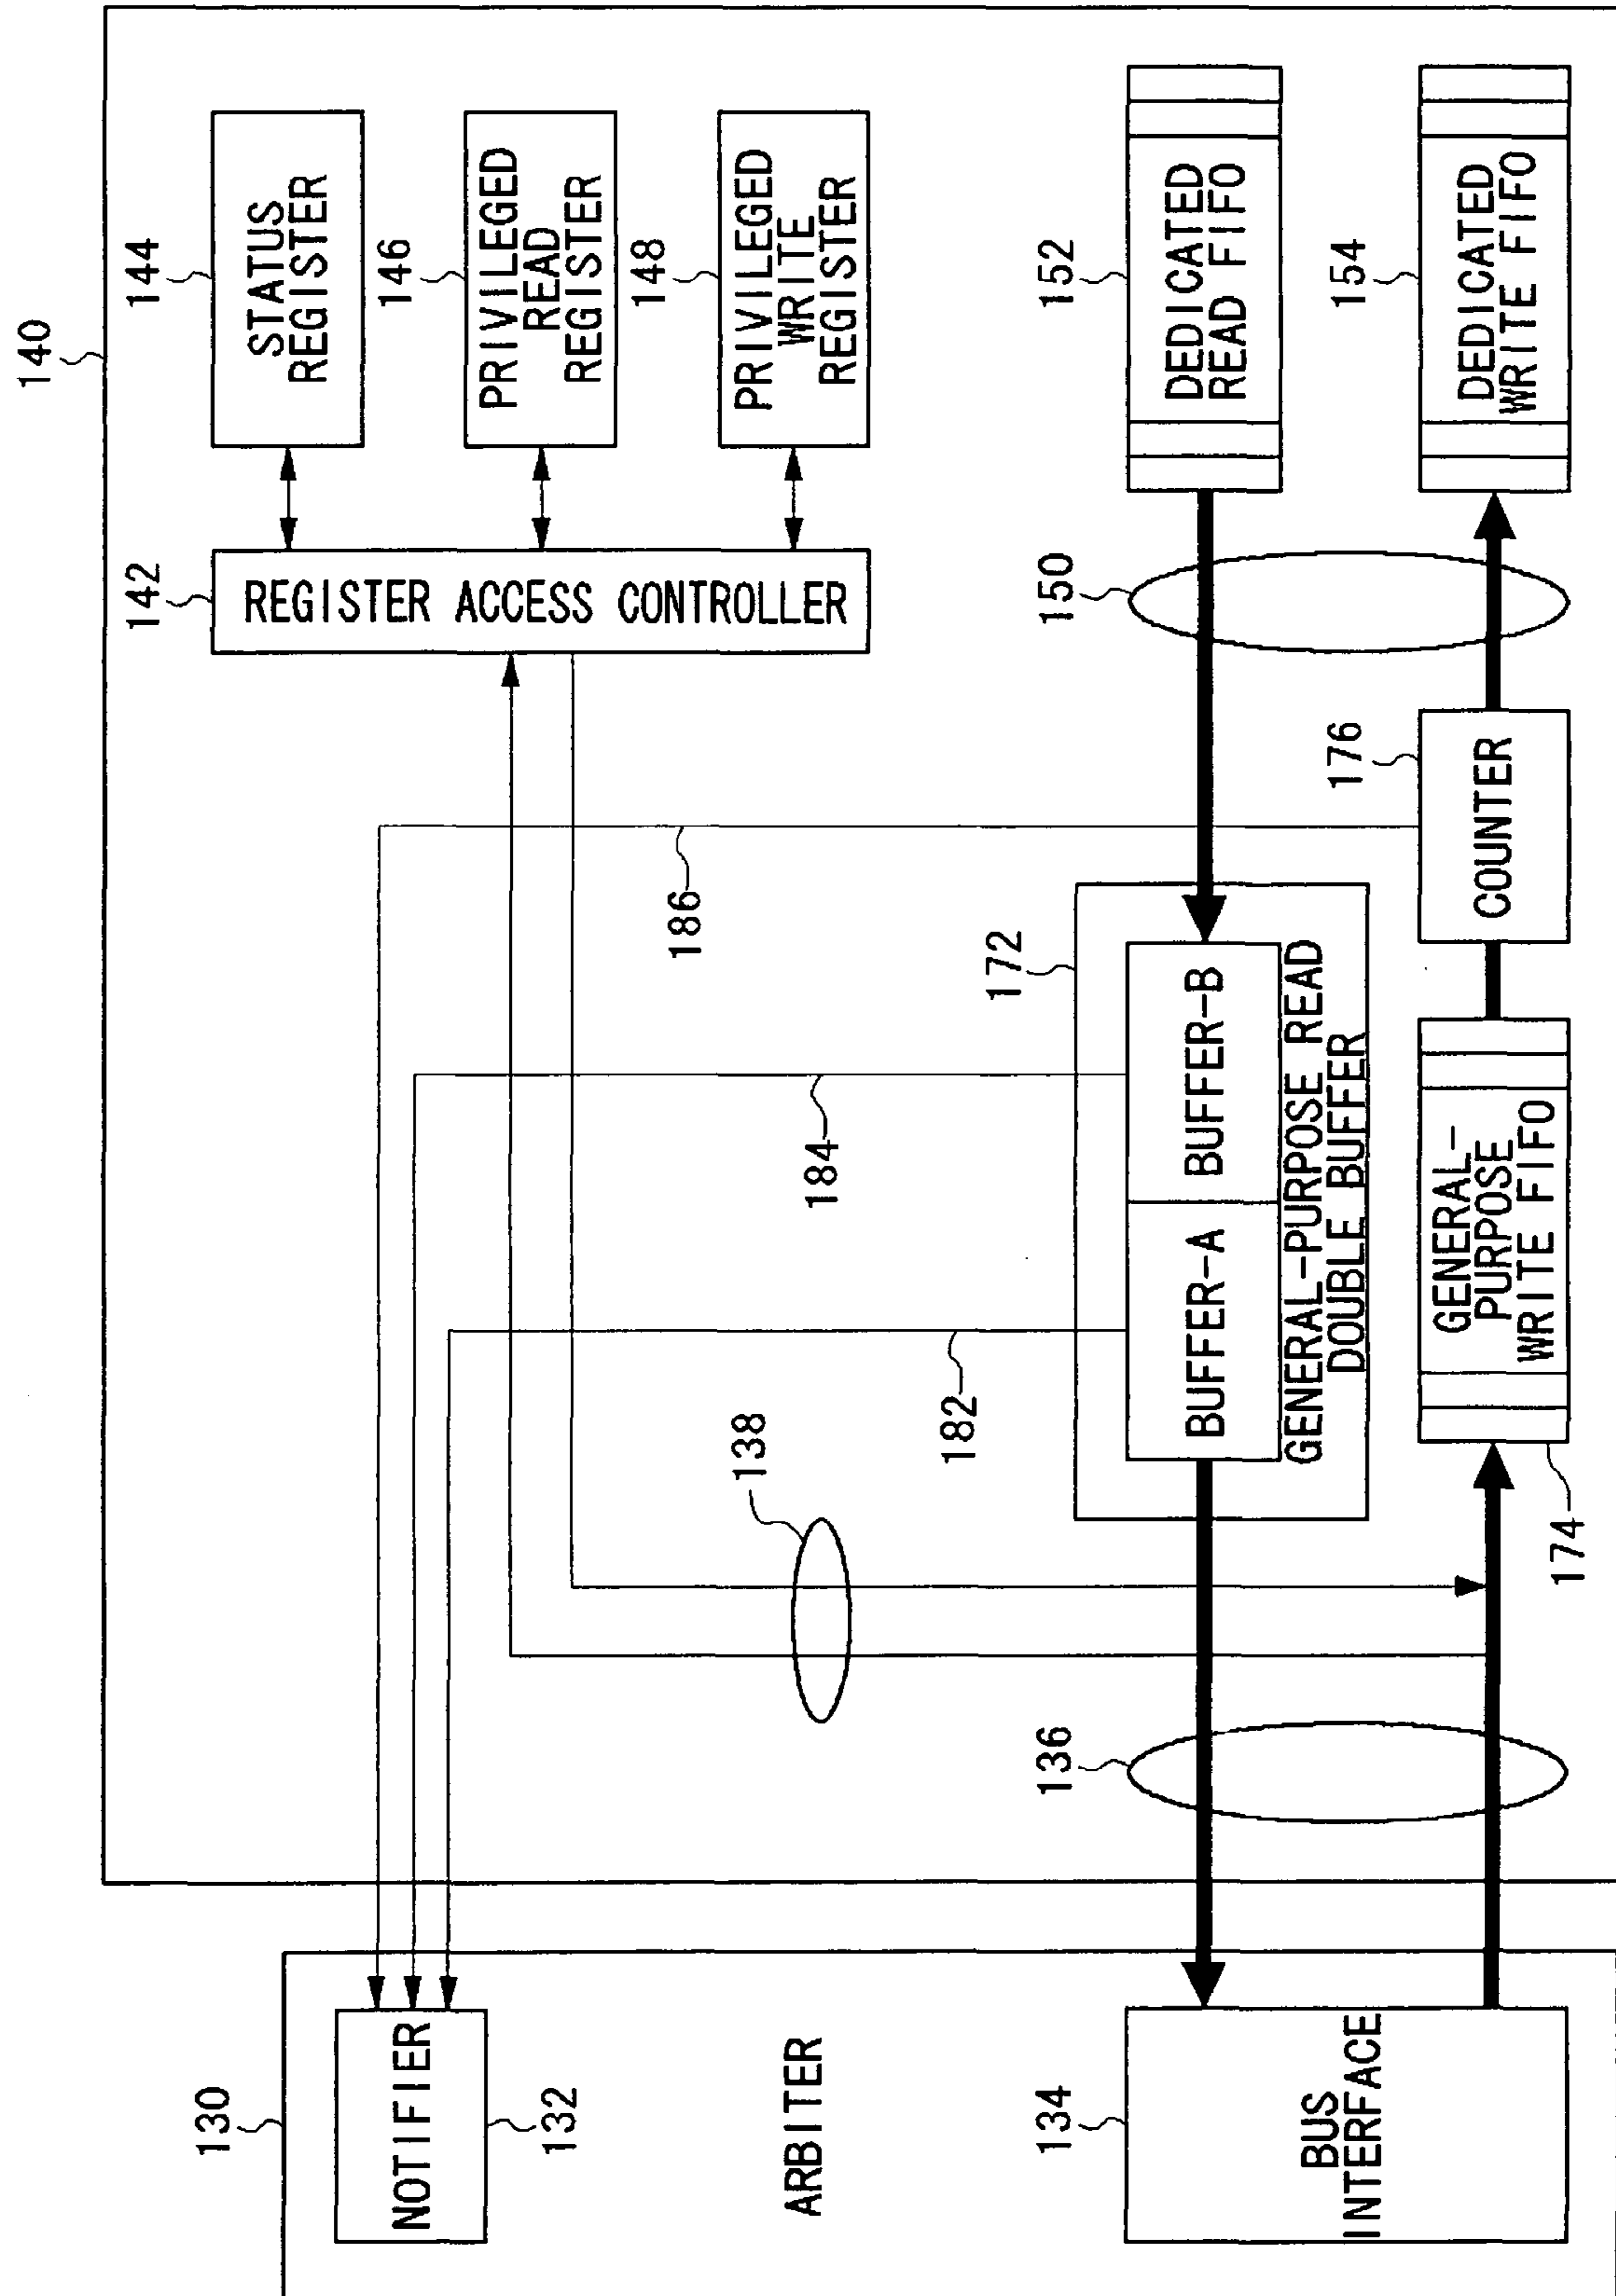 140
130
NOTIFIER
132
ARBITER
134
BUS
INTERFACE
144
STATUS
REGISTER
142
REGISTER ACCESS CONTROLLER
146
PRIVILEGED
READ
REGISTER
148
PRIVILEGED
WRITE
REGISTER
186
184
182
138
136
172
BUFFER-A
BUFFER-B
GENERAL-PURPOSE READ
DOUBLE BUFFER
150
152
DEDICATED
READ FIFO
174
GENERAL-
PURPOSE
WRITE FIFO
176
COUNTER
154
DEDICATED
WRITE FIFO